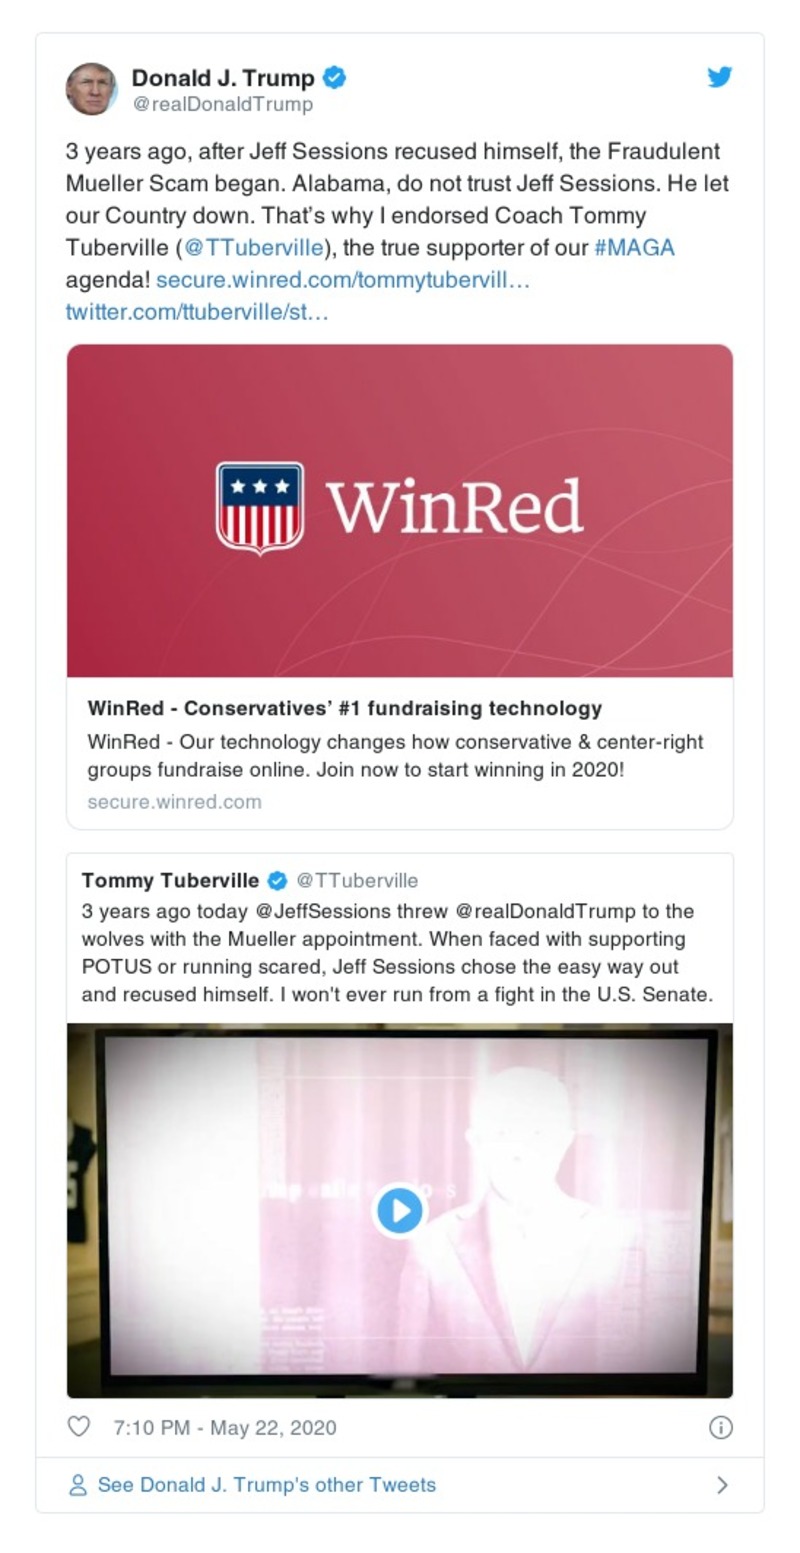 Donald J. Trump
@realDonaldTrump
3 years ago, after Jeff Sessions recused himself, the Fraudulent
Mueller Scam began. Alabama, do not trust Jeff Sessions. He let
our Country down. That’s why I endorsed Coach Tommy
Tuberville (@TTuberville), the true supporter of our #MAGA
agenda! secure.winred.com/tommytubervill…
twitter.com/ttuberville/st…
WinRed
WinRed - Conservatives’ #1 fundraising technology
WinRed - Our technology changes how conservative & center-right
groups fundraise online. Join now to start winning in 2020!
secure.winred.com
Tommy Tuberville @TTuberville
3 years ago today @JeffSessions threw @realDonaldTrump to the
wolves with the Mueller appointment. When faced with supporting
POTUS or running scared, Jeff Sessions chose the easy way out
and recused himself. I won't ever run from a fight in the U.S. Senate.
7:10 PM - May 22, 2020
See Donald J. Trump's other Tweets